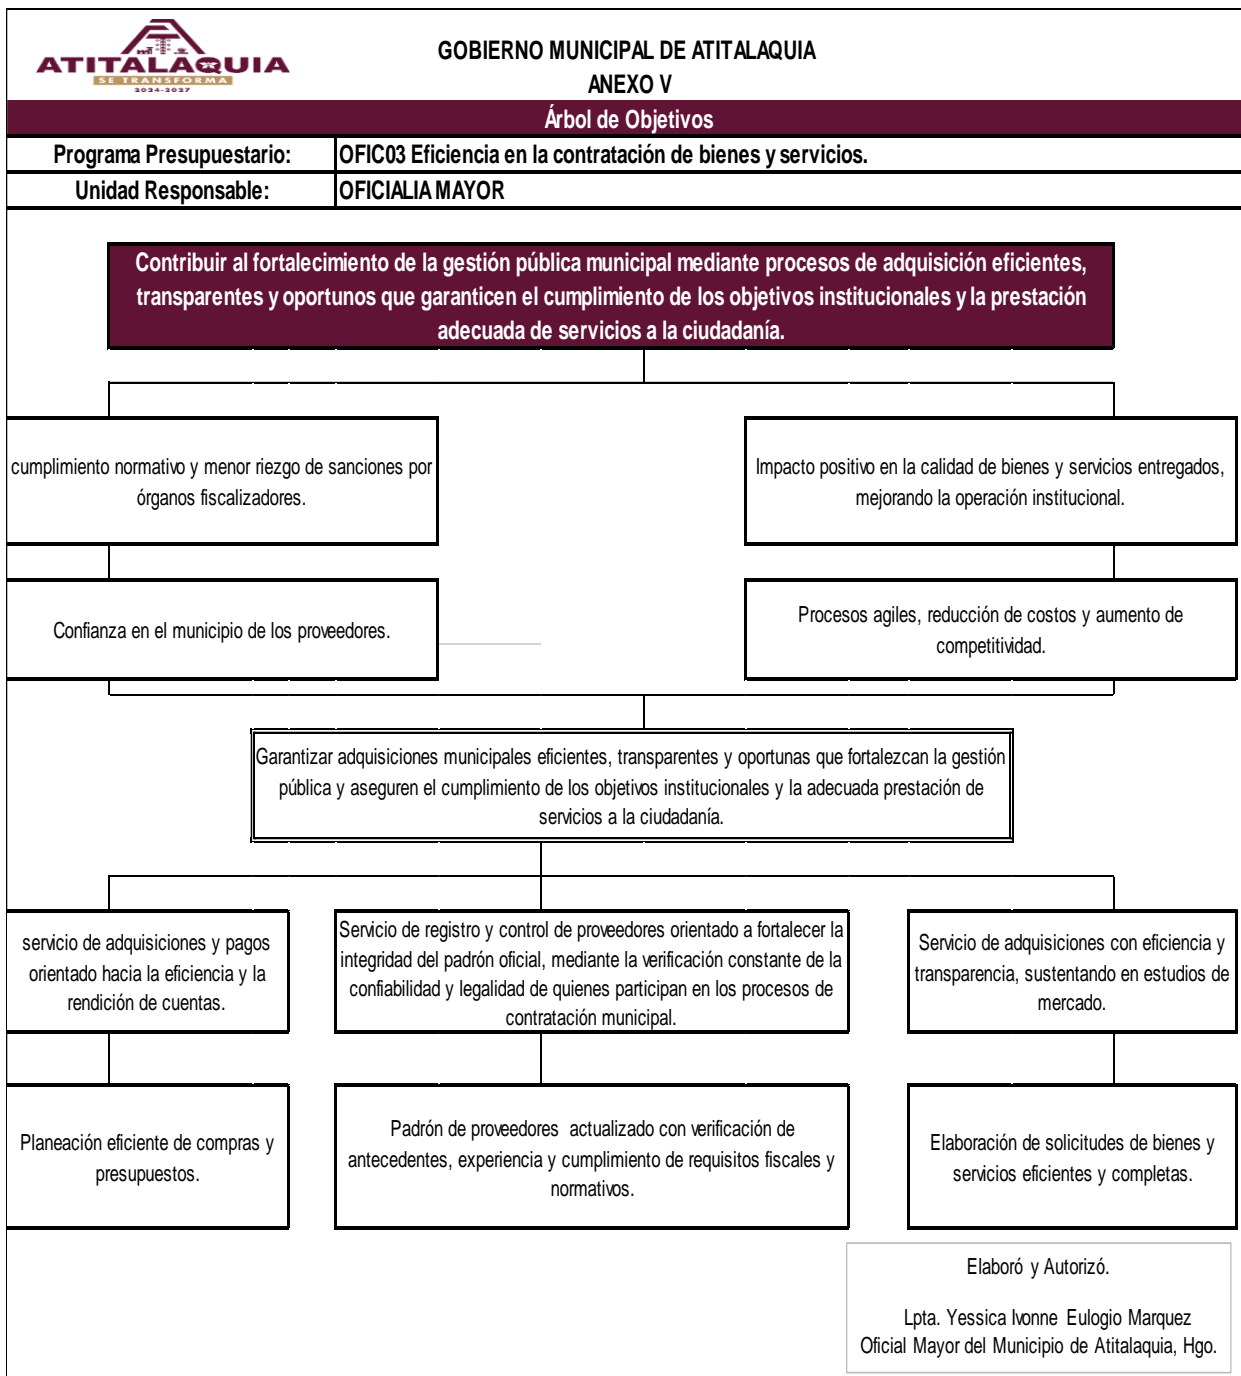 ATITALAQUIA
SE TRANSFORMA
2024-2027
GOBIERNO MUNICIPAL DE ATITALAQUIA
ANEXO V
Árbol de Objetivos
Programa Presupuestario:
OFIC03 Eficiencia en la contratación de bienes y servicios.
Unidad Responsable:
OFICIALIA MAYOR
Contribuir al fortalecimiento de la gestión pública municipal mediante procesos de adquisición eficientes,
transparentes y oportunos que garanticen el cumplimiento de los objetivos institucionales y la prestación
adecuada de servicios a la ciudadanía.
cumplimiento normativo y menor riezgo de sanciones por
órganos fiscalizadores.
Impacto positivo en la calidad de bienes y servicios entregados,
mejorando la operación institucional.
Confianza en el municipio de los proveedores.
Procesos agiles, reducción de costos y aumento de
competitividad.
Garantizar adquisiciones municipales eficientes, transparentes y oportunas que fortalezcan la gestión
pública y aseguren el cumplimiento de los objetivos institucionales y la adecuada prestación de
servicios a la ciudadanía.
servicio de adquisiciones y pagos
orientado hacia la eficiencia y la
rendición de cuentas.
Servicio de registro y control de proveedores orientado a fortalecer la
integridad del padrón oficial, mediante la verificación constante de la
confiabilidad y legalidad de quienes participan en los procesos de
contratación municipal.
Servicio de adquisiciones con eficiencia y
transparencia, sustentando en estudios de
mercado.
Planeación eficiente de compras y
presupuestos.
Padrón de proveedores actualizado con verificación de
antecedentes, experiencia y cumplimiento de requisitos fiscales y
normativos.
Elaboración de solicitudes de bienes y
servicios eficientes y completas.
Elaboró y Autorizó.
Lpta. Yessica Ivonne Eulogio Marquez
Oficial Mayor del Municipio de Atitalaquia, Hgo.